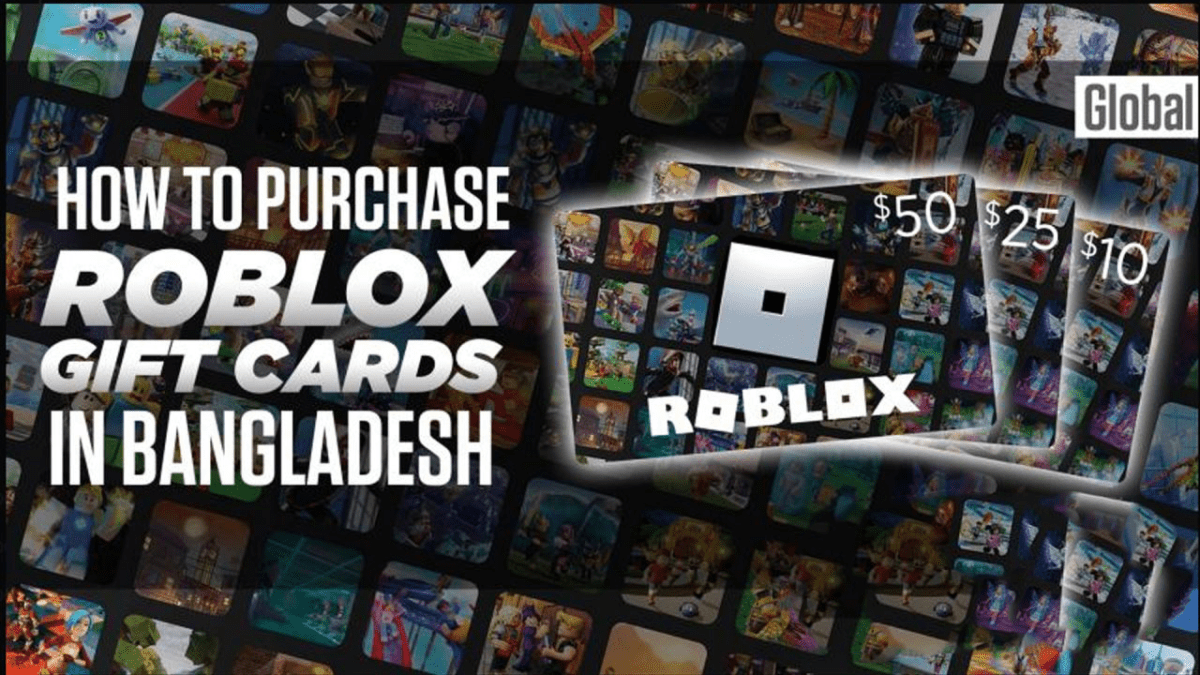 Global
HOW TO PURCHASE
ROBLOX
GIFT CARDS
IN BANGLADESH
$50
$25
$10
ROBLOX